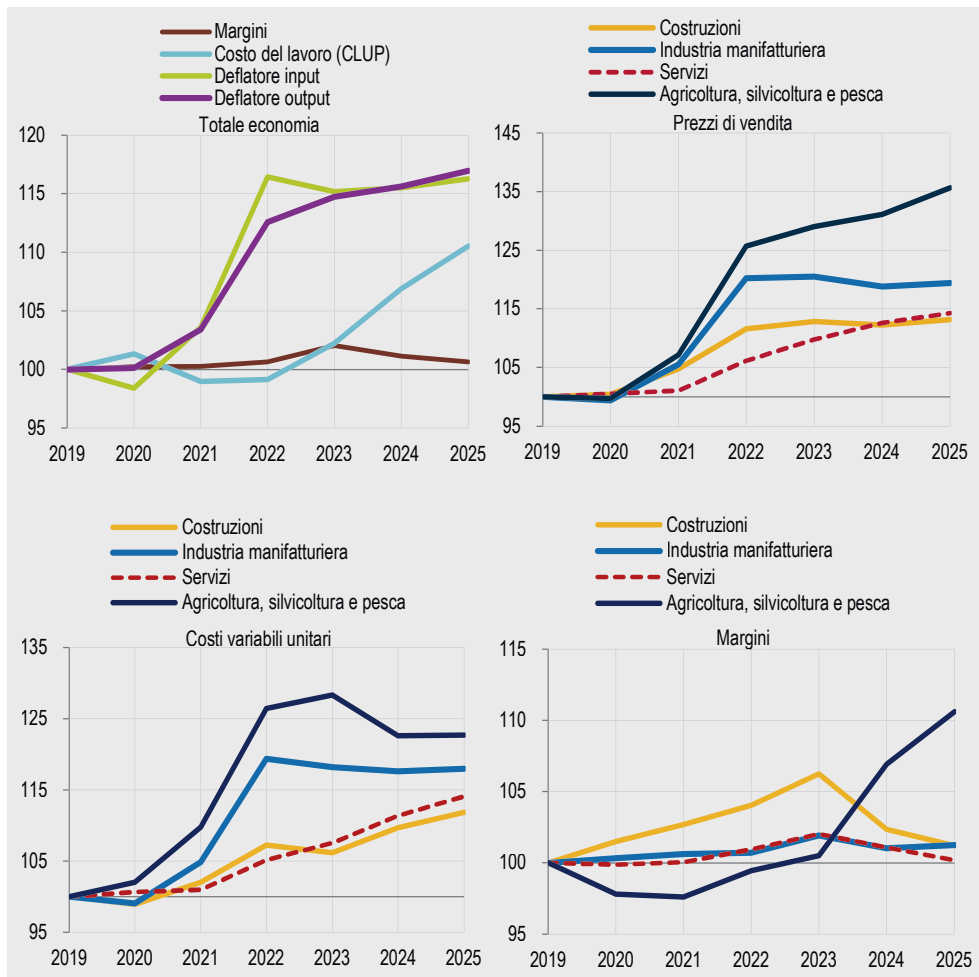 Margini
Costo del lavoro (CLUP)
Deflatore input
Deflatore output
Totale economia
120
115
110
105
100
95
2019 2020 2021 2022 2023 2024 2025
Costruzioni
Industria manifatturiera
Servizi
Agricoltura, silvicoltura e pesca
Prezzi di vendita
145
135
125
115
105
95
2019 2020 2021 2022 2023 2024 2025
Costruzioni
Industria manifatturiera
Servizi
Agricoltura, silvicoltura e pesca
Costi variabili unitari
135
125
115
105
95
2019 2020 2021 2022 2023 2024 2025
Costruzioni
Industria manifatturiera
Servizi
Agricoltura, silvicoltura e pesca
Margini
115
110
105
100
95
2019 2020 2021 2022 2023 2024 2025